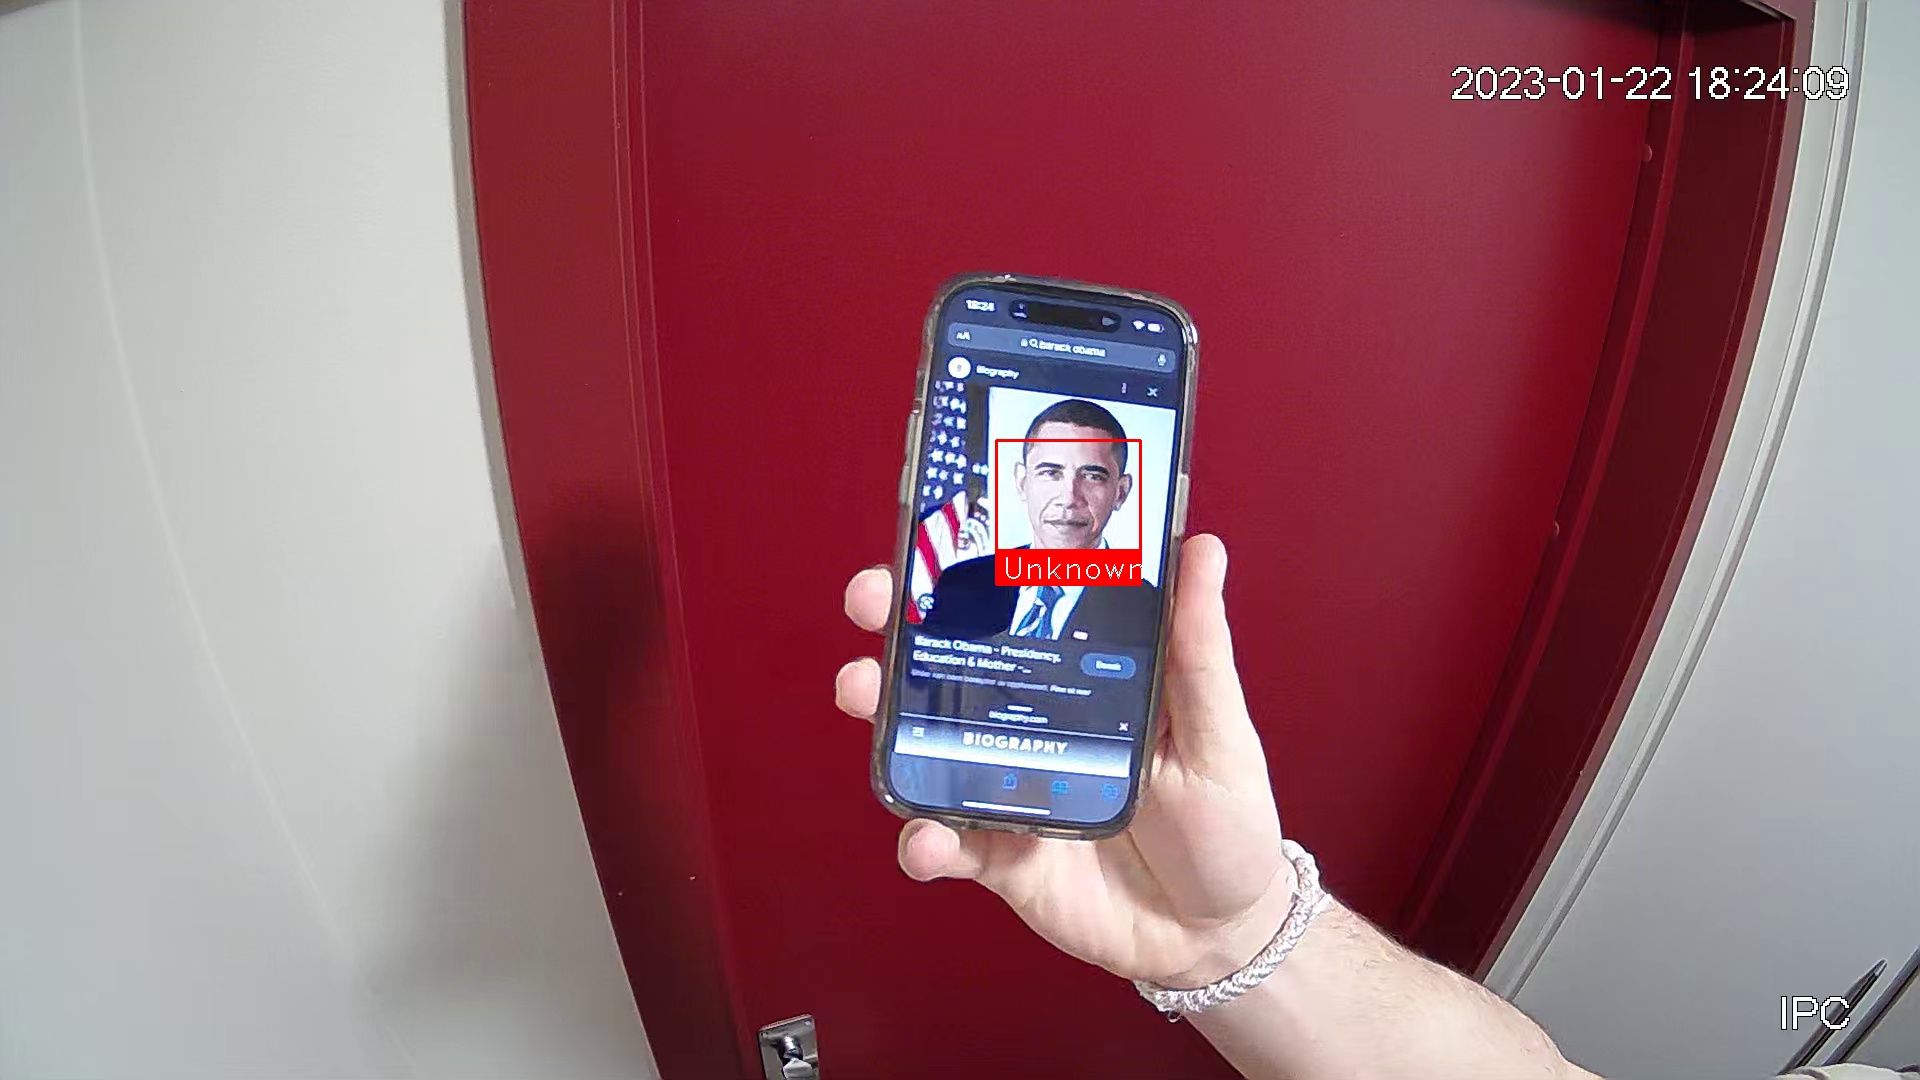 2023-01-22 18:24:09
18:24
AA
barack obama
Biography
Unknown
Barack Obama - Presidency,
Education & Mother -...
biography.com
BIOGRAPHY
IPC